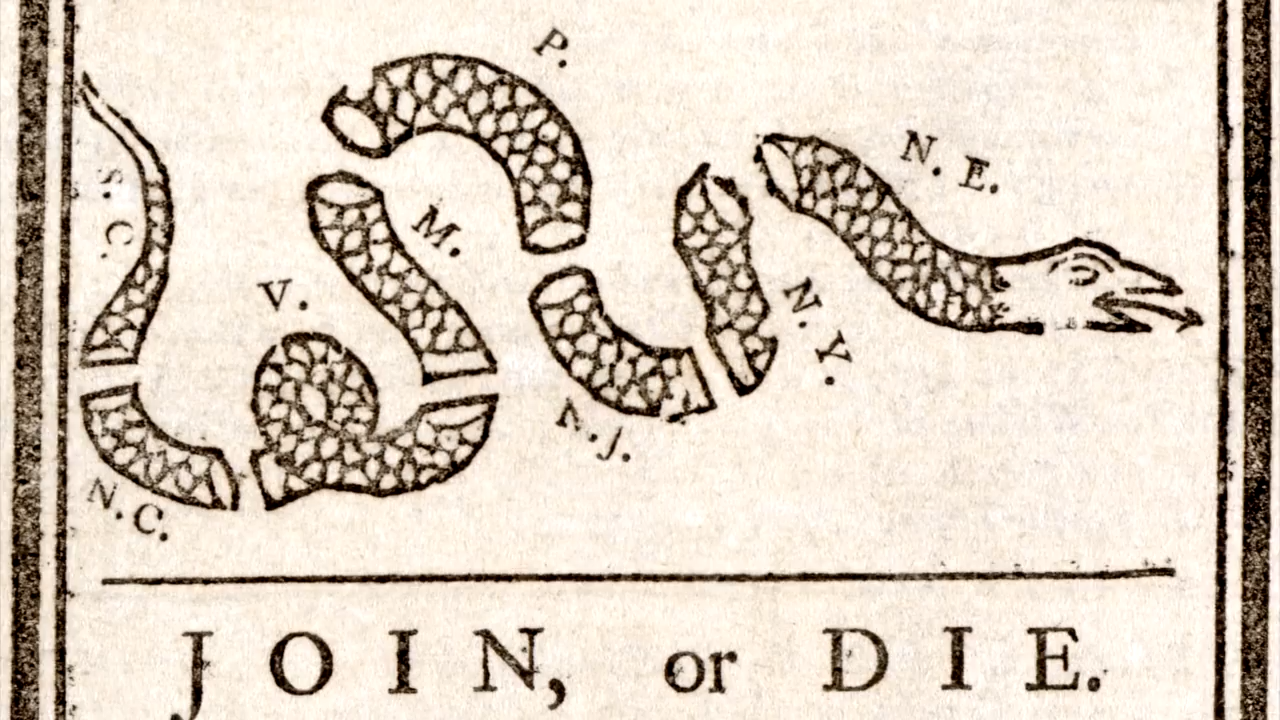 P.
N. E.
S. C.
M.
V.
N. Y.
N. J.
N. C.
JOIN, or DIE.